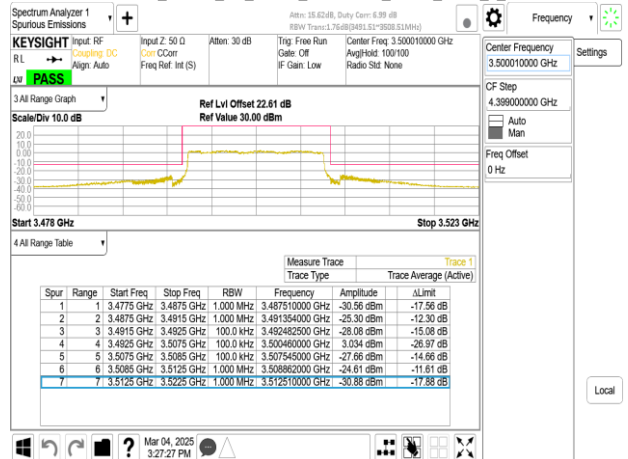 Spectrum Analyzer 1
Spurious Emissions
Attn: 15.62dB, Duty Corr: 6.99 dB
RBW Trans:1.76dB(3491.51~3508.51MHz)
Frequency
KEYSIGHT
Input: RF
Input Z: 50 Ω
Atten: 30 dB
Trig: Free Run
Center Freq: 3.500010000 GHz
RL
Coupling: DC
Corr CCorr
Gate: Off
Avg|Hold: 100/100
Align: Auto
Freq Ref: Int (S)
IF Gain: Low
Radio Std: None
LXI
PASS
Center Frequency
3.500010000 GHz
Settings
CF Step
4.399000000 GHz
Auto
Man
Freq Offset
0 Hz
3 All Range Graph
Ref Lvl Offset 22.61 dB
Scale/Div 10.0 dB
Ref Value 30.00 dBm
20.0
10.0
0.00
-10.0
-20.0
-30.0
-40.0
-50.0
-60.0
Start 3.478 GHz
Stop 3.523 GHz
4 All Range Table
Measure Trace Trace 1
Trace Type Trace Average (Active)
Spur Range Start Freq Stop Freq RBW Frequency Amplitude ΔLimit
1 1 3.4775 GHz 3.4875 GHz 1.000 MHz 3.487510000 GHz -30.56 dBm -17.56 dB
2 2 3.4875 GHz 3.4915 GHz 1.000 MHz 3.491354000 GHz -25.30 dBm -12.30 dB
3 3 3.4915 GHz 3.4925 GHz 100.0 kHz 3.492482500 GHz -28.08 dBm -15.08 dB
4 4 3.4925 GHz 3.5075 GHz 100.0 kHz 3.500460000 GHz 3.034 dBm -26.97 dB
5 5 3.5075 GHz 3.5085 GHz 100.0 kHz 3.507545000 GHz -27.66 dBm -14.66 dB
6 6 3.5085 GHz 3.5125 GHz 1.000 MHz 3.508862000 GHz -24.61 dBm -11.61 dB
7 7 3.5125 GHz 3.5225 GHz 1.000 MHz 3.512510000 GHz -30.88 dBm -17.88 dB
Local
Mar 04, 2025
3:27:27 PM